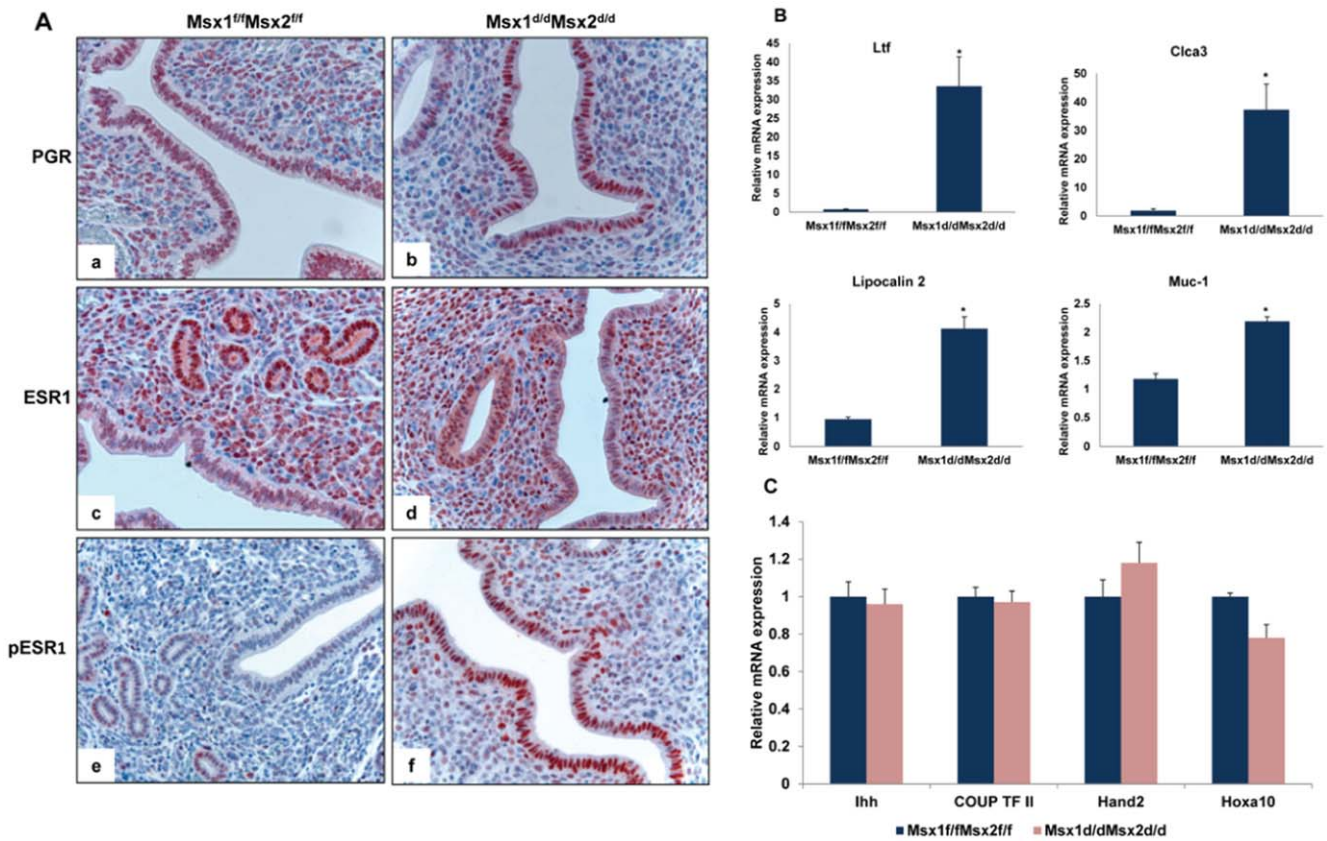 A
Msx1f/fMsx2f/f
Msx1d/dMsx2d/d
PGR
a
b
ESR1
c
d
pESR1
e
f
B
Ltf
Relative mRNA expression
45
40
35
30
25
20
15
10
5
0
*
Msx1f/fMsx2f/f
Msx1d/dMsx2d/d
Clca3
Relative mRNA expression
50
40
30
20
10
0
*
Msx1f/fMsx2f/f
Msx1d/dMsx2d/d
Lipocalin 2
Relative mRNA expression
5
4
3
2
1
0
*
Msx1f/fMsx2f/f
Msx1d/dMsx2d/d
Muc-1
Relative mRNA expression
2.5
2
1.5
1
0.5
0
*
Msx1f/fMsx2f/f
Msx1d/dMsx2d/d
C
Relative mRNA expression
1.4
1.2
1
0.8
0.6
0.4
0.2
0
Ihh
COUP TF II
Hand2
Hoxa10
Msx1f/fMsx2f/f
Msx1d/dMsx2d/d